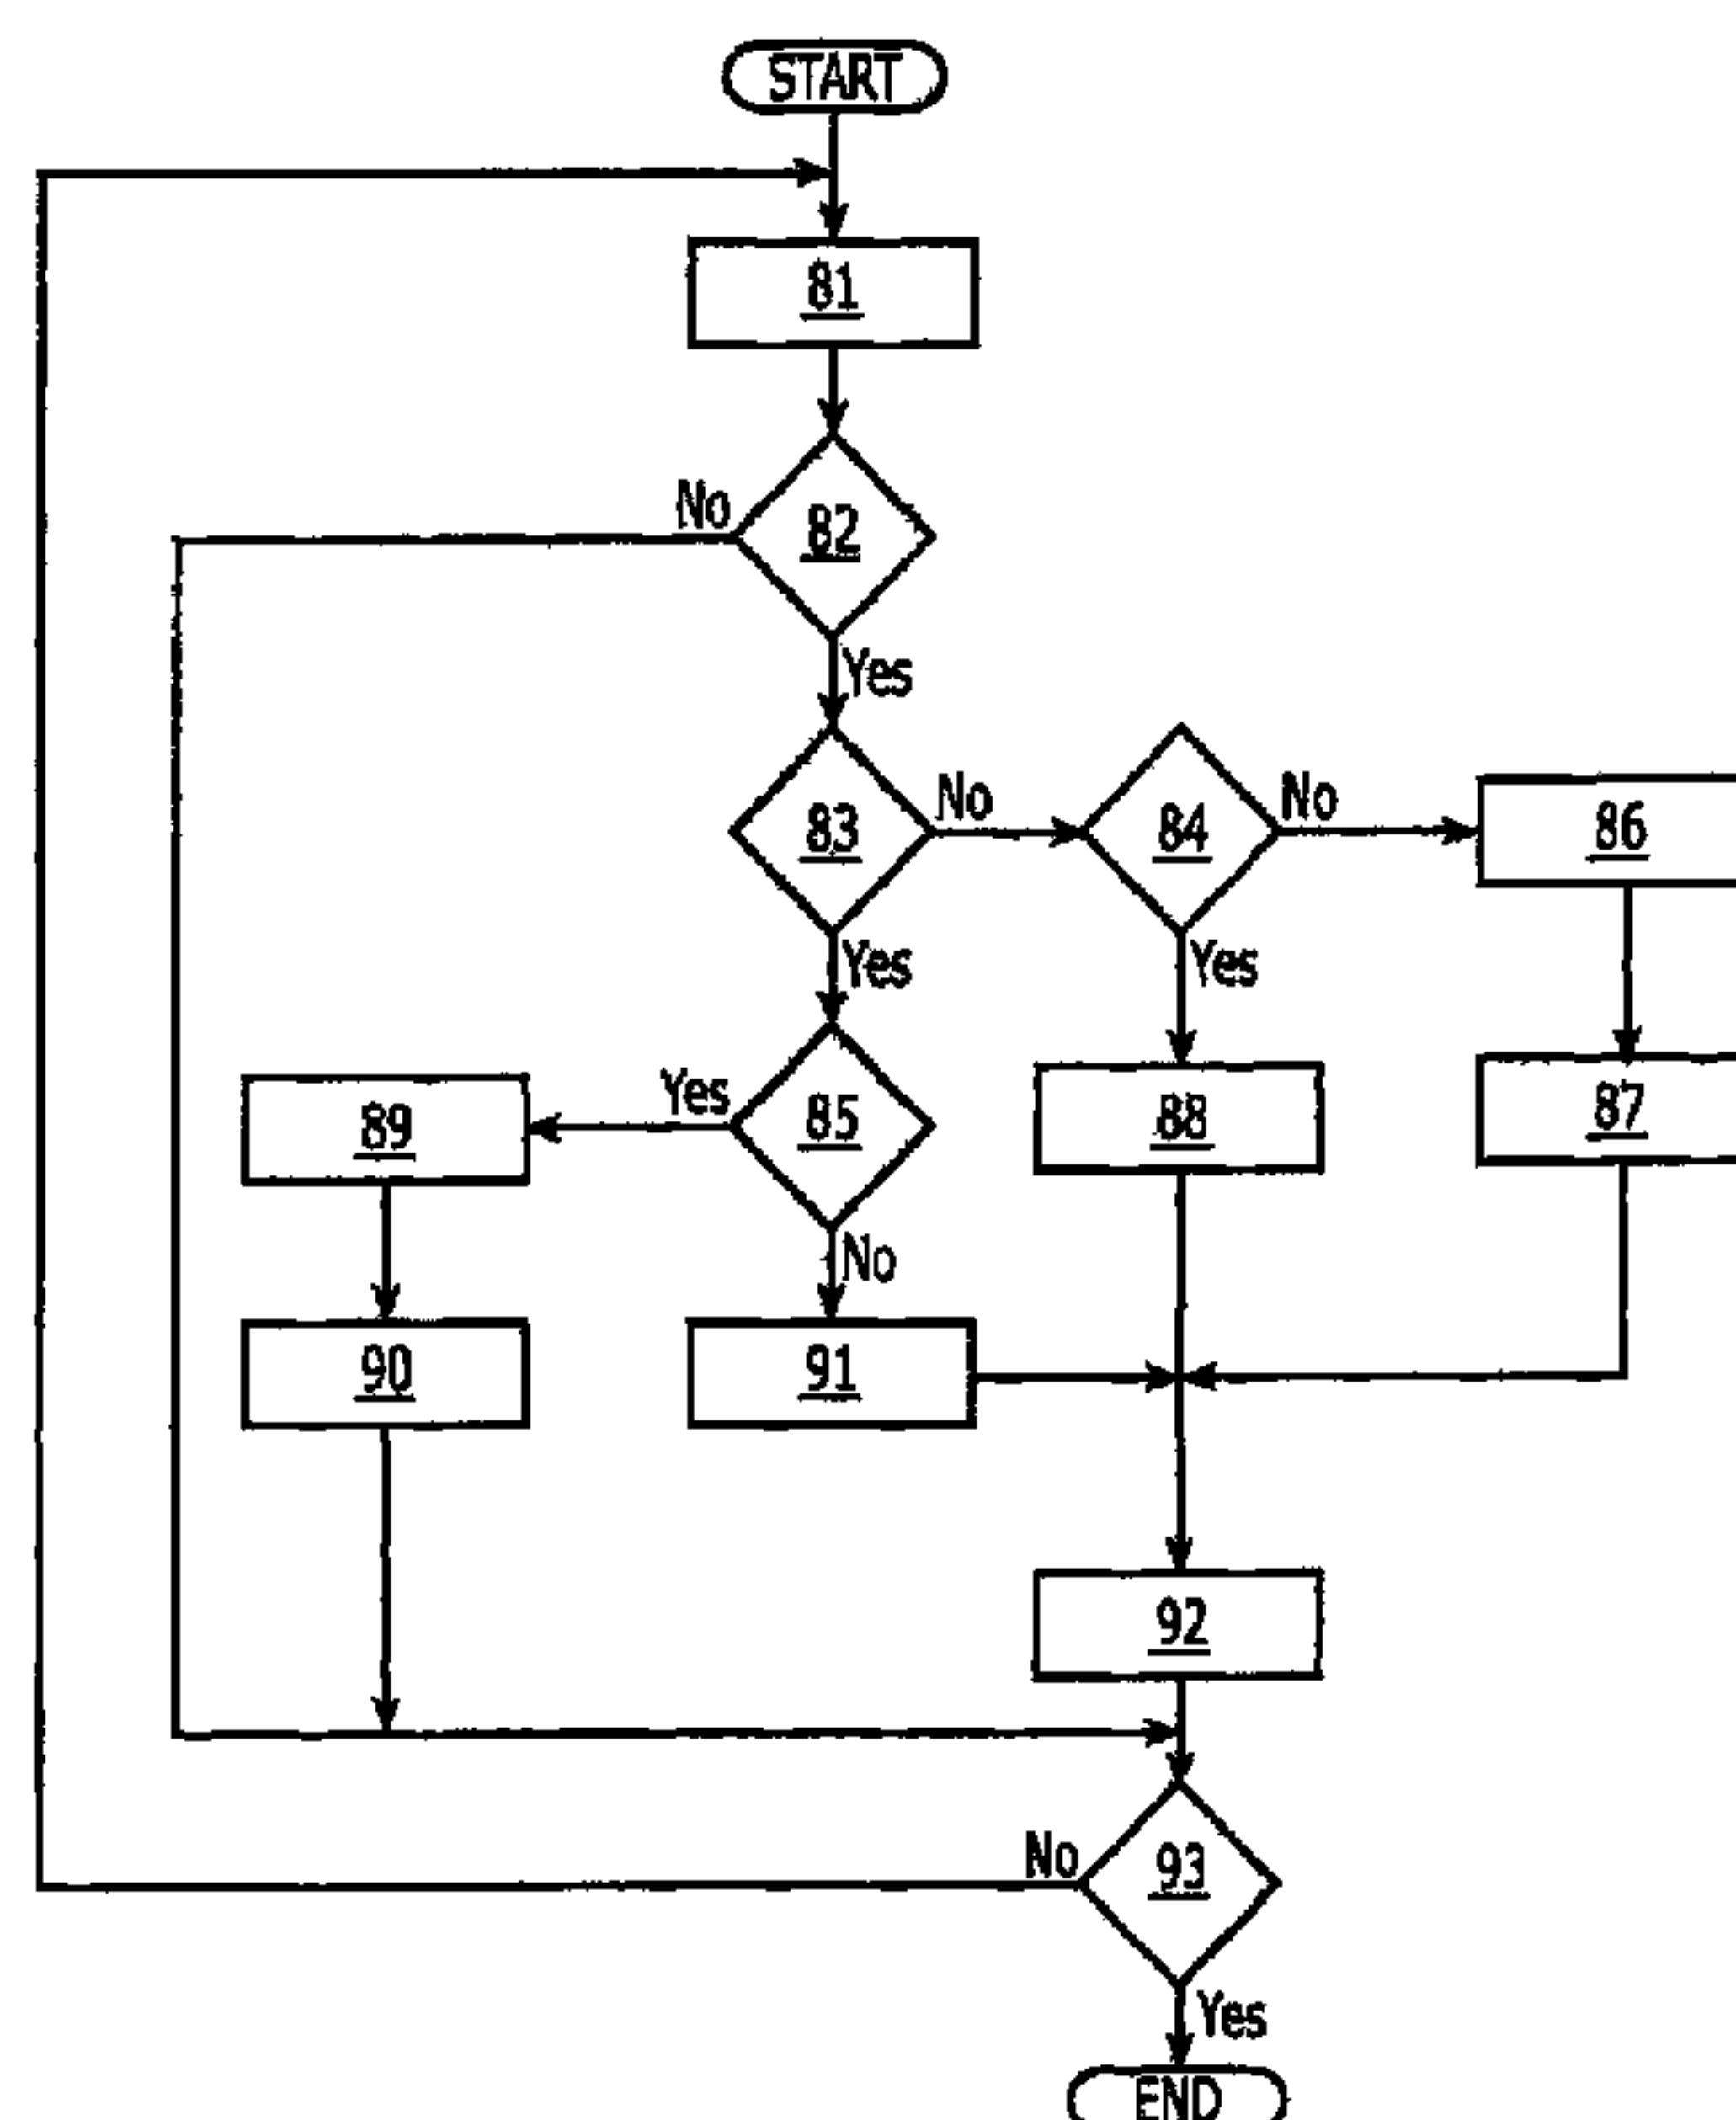 START
81
No
82
Yes
83
No
84
No
86
Yes
Yes
89
Yes
85
88
87
No
90
91
92
No
93
Yes
END